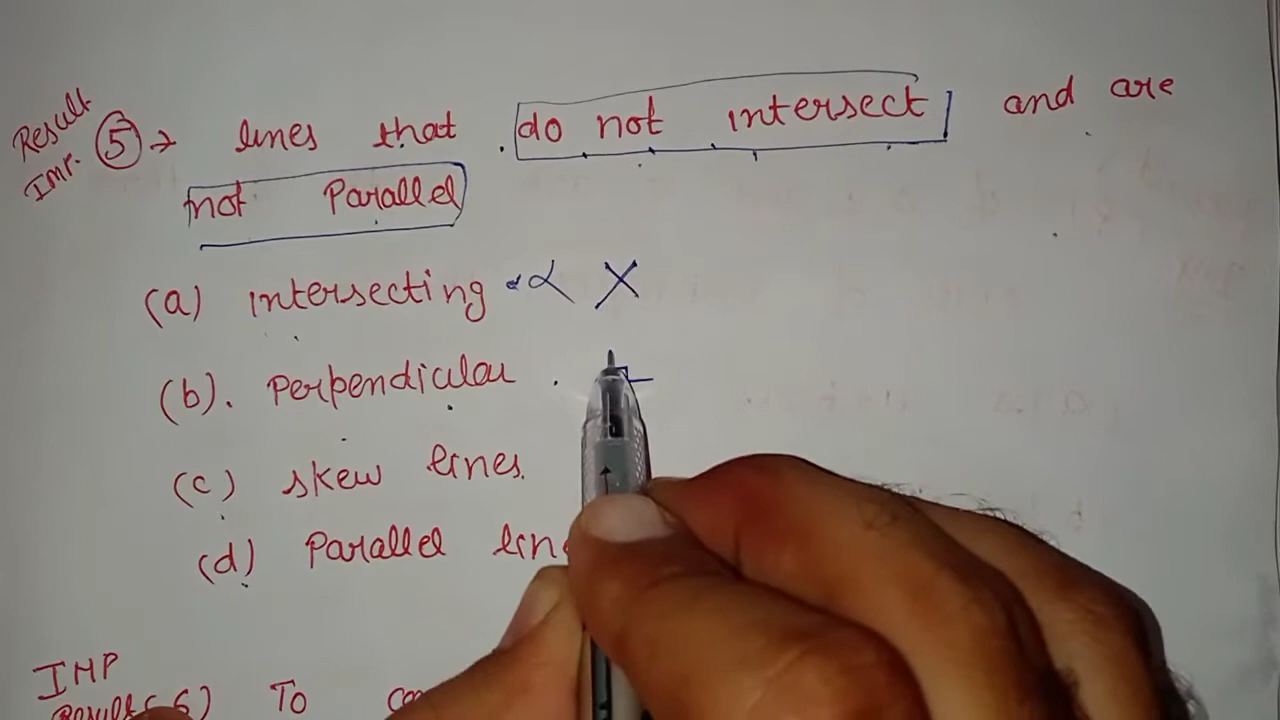 Result
Imr. (5) → lines that do not intersect and are
not Parallel
(a) intersecting
(b). Perpendicular
(c) skew lines.
(d) Parallel
IMP
Result(6) To